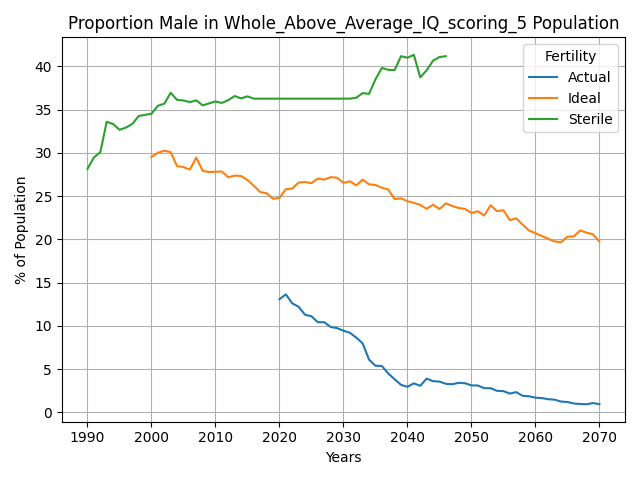 Proportion Male in Whole_Above_Average_IQ_scoring_5 Population
% of Population
40
35
30
25
20
15
10
5
0
Fertility
Actual
Ideal
Sterile
1990 2000 2010 2020 2030 2040 2050 2060 2070
Years